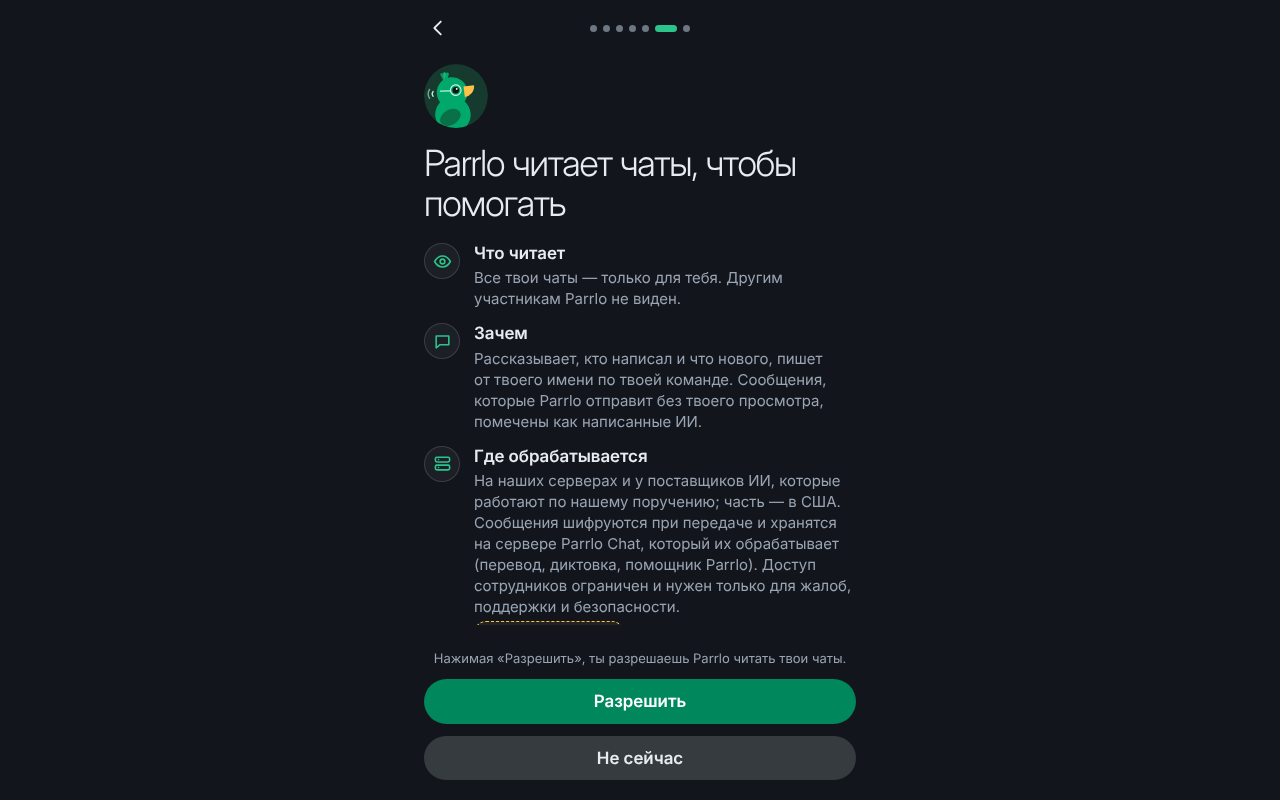 Parrlo читает чаты, чтобы
помогать
Что читает
Все твои чаты — только для тебя. Другим
участникам Parrlo не виден.
Зачем
Рассказывает, кто написал и что нового, пишет
от твоего имени по твоей команде. Сообщения,
которые Parrlo отправит без твоего просмотра,
помечены как написанные ИИ.
Где обрабатывается
На наших серверах и у поставщиков ИИ, которые
работают по нашему поручению; часть — в США.
Сообщения шифруются при передаче и хранятся
на сервере Parrlo Chat, который их обрабатывает
(перевод, диктовка, помощник Parrlo). Доступ
сотрудников ограничен и нужен только для жалоб,
поддержки и безопасности.
Нажимая «Разрешить», ты разрешаешь Parrlo читать твои чаты.
Разрешить
Не сейчас